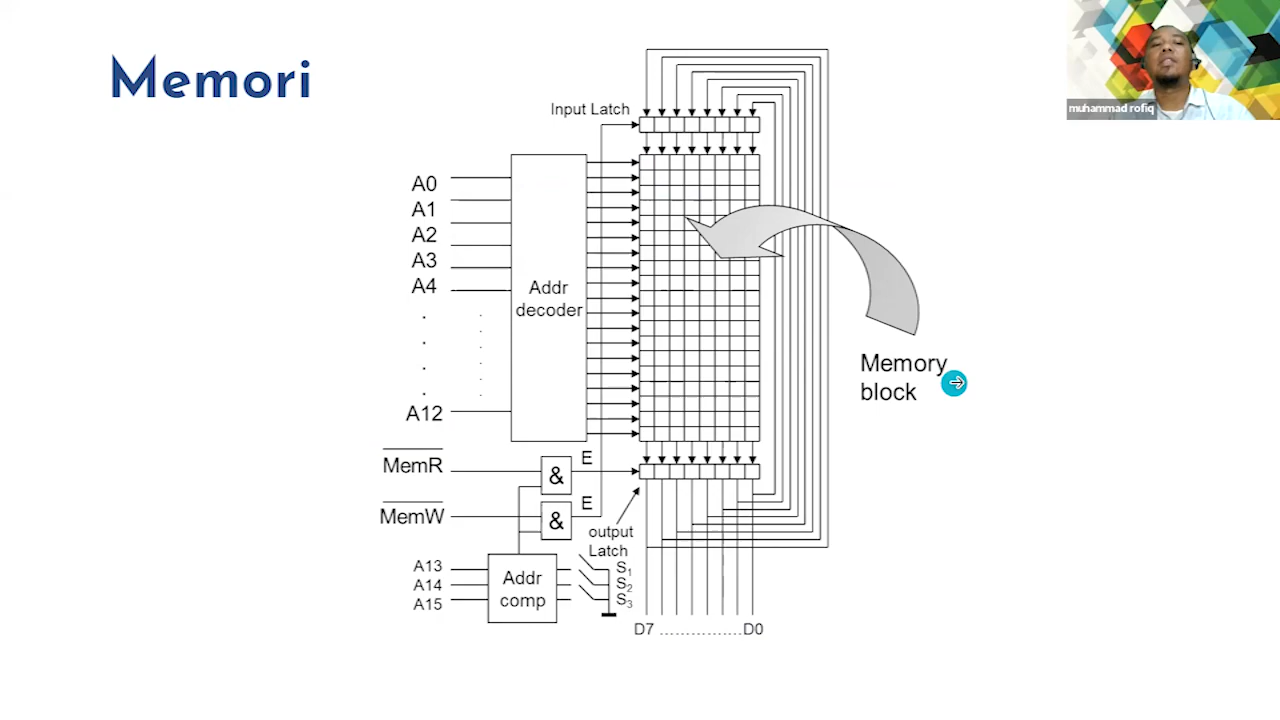 Memori
muhammad rofiq
Input Latch
A0
A1
A2
A3
A4
A12
Addr
decoder
Memory
block
MemR
&
E
MemW
&
E
output
Latch
A13
A14
A15
Addr
comp
S1
S2
S3
D7 ................D0